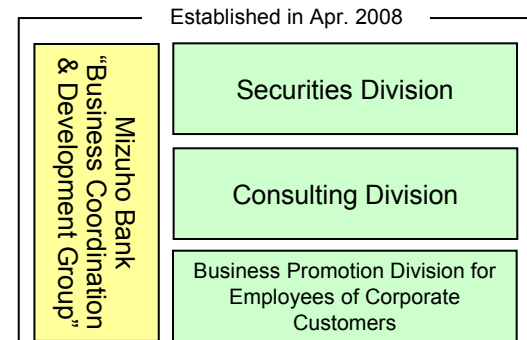 Established in Apr. 2008
Mizuho Bank
“Business Coordination
& Development Group”
Securities Division
Consulting Division
Business Promotion Division for
Employees of Corporate
Customers